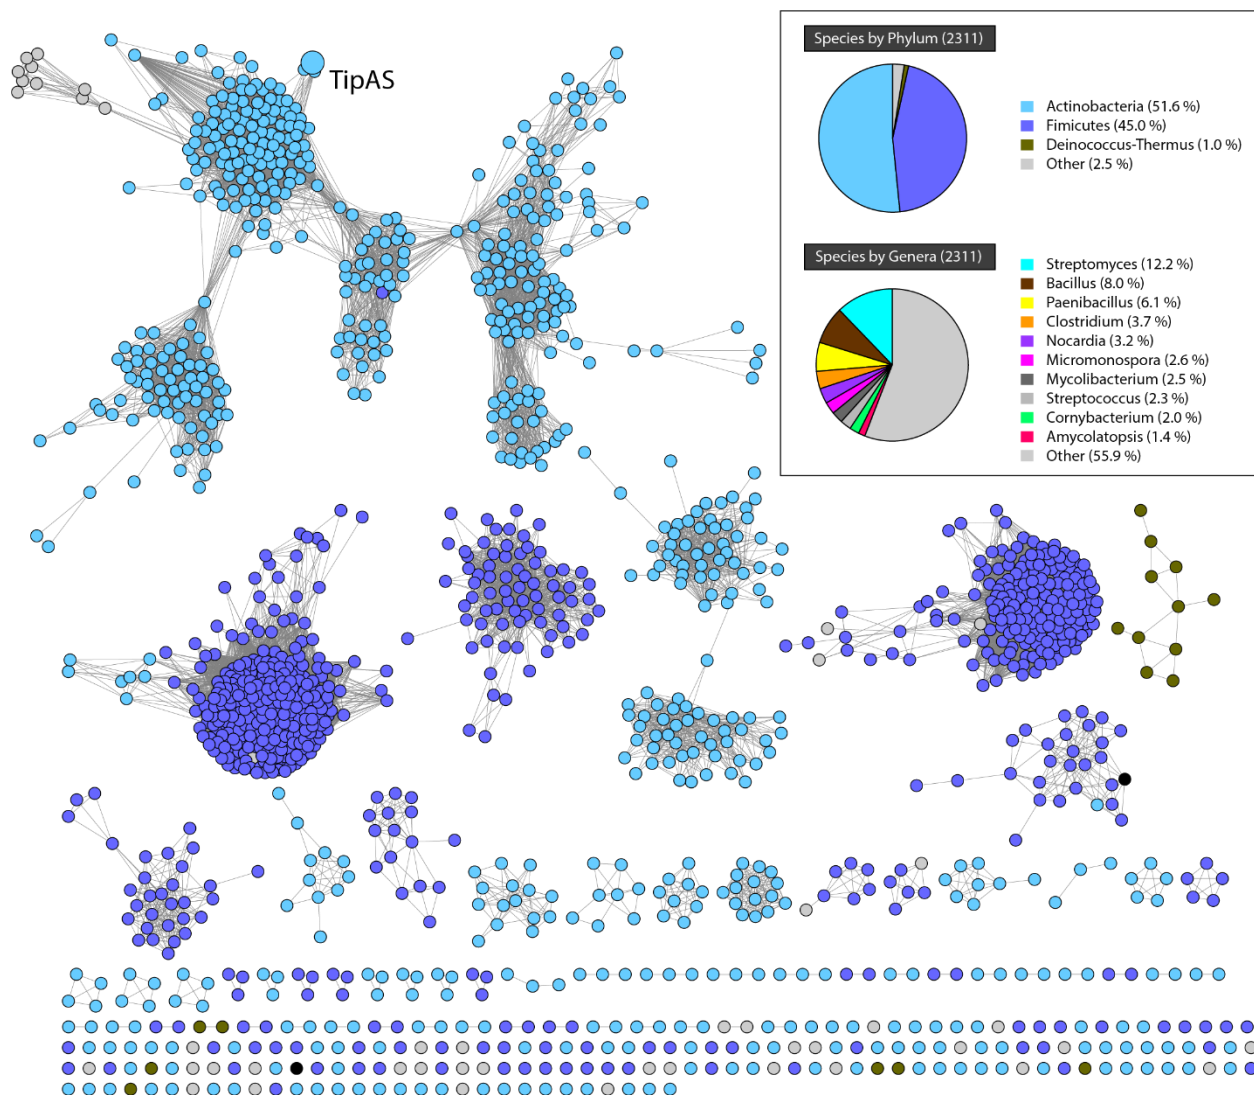 TipAS
Species by Phylum (2311)
Actinobacteria (51.6 %)
Fimicutes (45.0 %)
Deinococcus-Thermus (1.0 %)
Other (2.5 %)
Species by Genera (2311)
Streptomyces (12.2 %)
Bacillus (8.0 %)
Paenibacillus (6.1 %)
Clostridium (3.7 %)
Nocardia (3.2 %)
Micromonospora (2.6 %)
Mycolibacterium (2.5 %)
Streptococcus (2.3 %)
Cornybacterium (2.0 %)
Amycolatopsis (1.4 %)
Other (55.9 %)